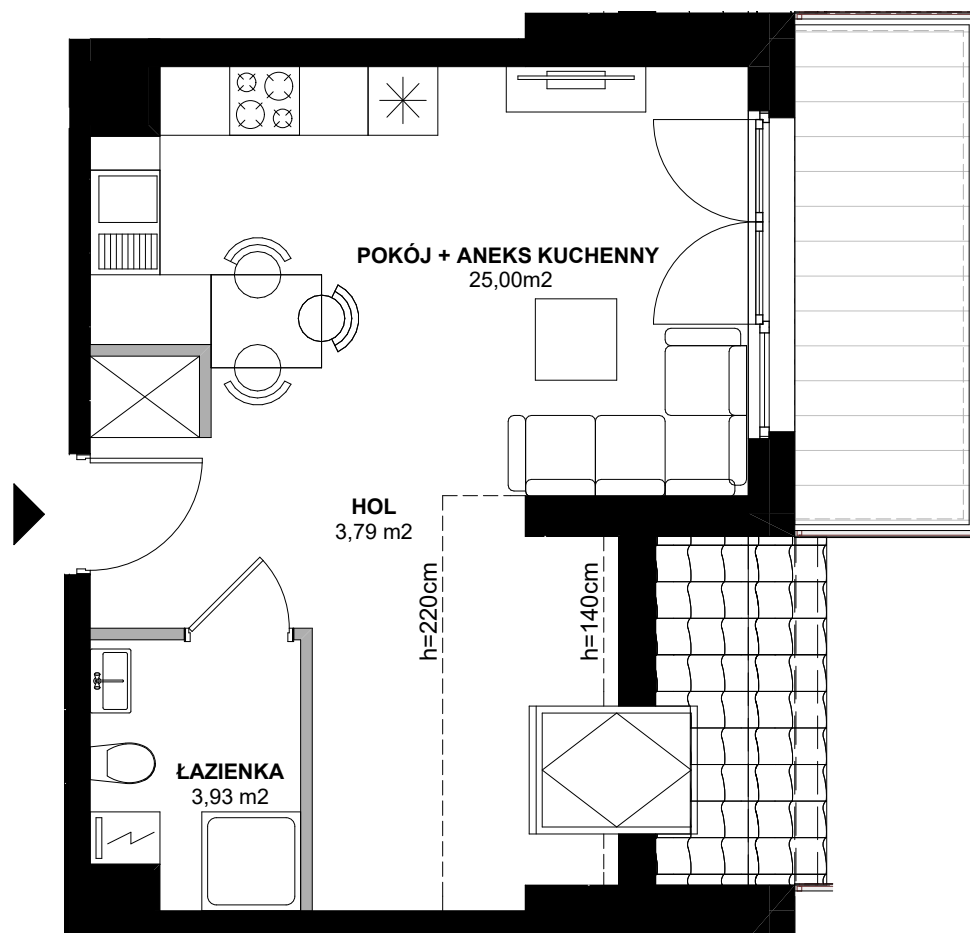 POKÓJ + ANEKS KUCHENNY
25,00m2
HOL
3,79 m2
h=220cm
h=140cm
ŁAZIENKA
3,93 m2